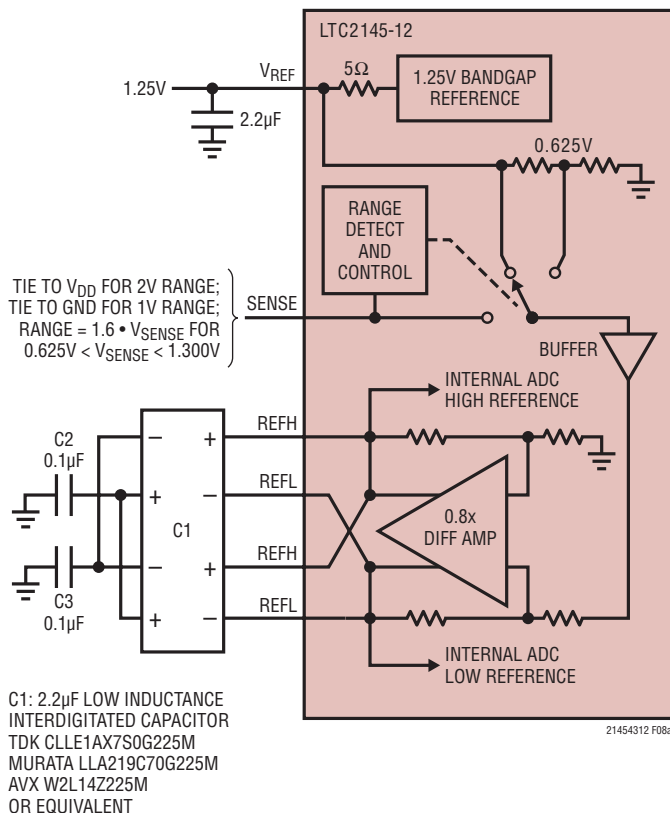 LTC2145-12
V_REF
5Ω
1.25V BANDGAP
REFERENCE
1.25V
2.2µF
0.625V
RANGE
DETECT
AND
CONTROL
TIE TO V_DD FOR 2V RANGE;
TIE TO GND FOR 1V RANGE;
RANGE = 1.6 • V_SENSE FOR
0.625V < V_SENSE < 1.300V
SENSE
BUFFER
INTERNAL ADC
HIGH REFERENCE
REFH
REFL
REFH
REFL
C2
0.1µF
C3
0.1µF
– +
+ –
C1
– +
+ –
0.8x
DIFF AMP
INTERNAL ADC
LOW REFERENCE
C1: 2.2µF LOW INDUCTANCE
INTERDIGITATED CAPACITOR
TDK CLLE1AX7S0G225M
MURATA LLA219C70G225M
AVX W2L14Z225M
OR EQUIVALENT
21454312 F08a